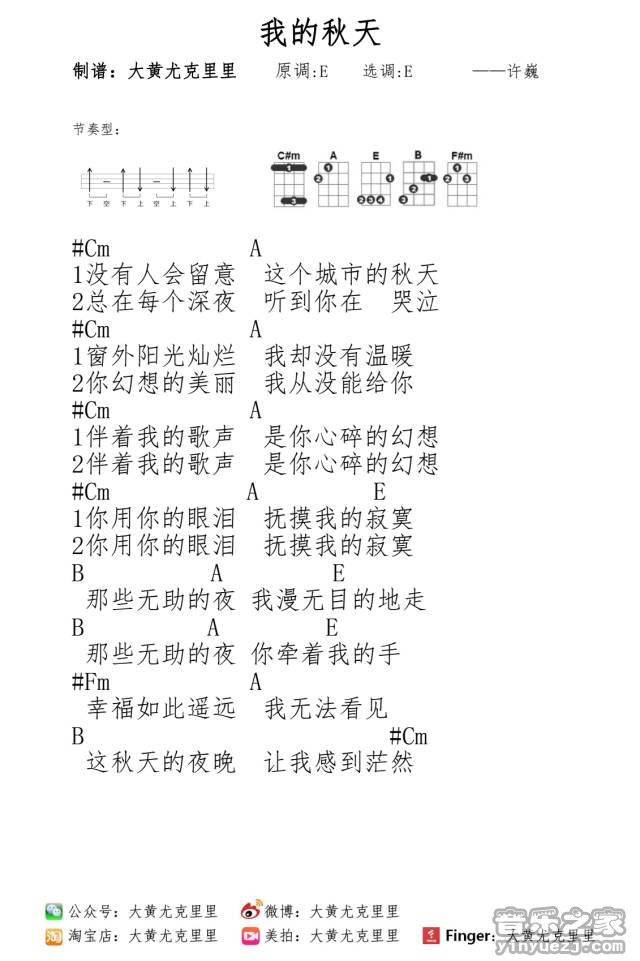 我的秋天
制谱：大黄尤克里里 原调:E 选调:E ——许巍
节奏型：
C#m A E B F#m
下 空 下 上 空 上 下 上
#Cm A
1没有人会留意 这个城市的秋天
2总在每个深夜 听到你在 哭泣
#Cm A
1窗外阳光灿烂 我却没有温暖
2你幻想的美丽 我从没能给你
#Cm A
1伴着我的歌声 是你心碎的幻想
2伴着我的歌声 是你心碎的幻想
#Cm A E
1你用你的眼泪 抚摸我的寂寞
2你用你的眼泪 抚摸我的寂寞
B A E
那些无助的夜 我漫无目的地走
B A E
那些无助的夜 你牵着我的手
#Fm A
幸福如此遥远 我无法看见
B #Cm
这秋天的夜晚 让我感到茫然
公众号：大黄尤克里里 微博：大黄尤克里里
淘宝店：大黄尤克里里 美拍：大黄尤克里里 Finger：大黄尤克里里
音乐之家
yinyuezj.com